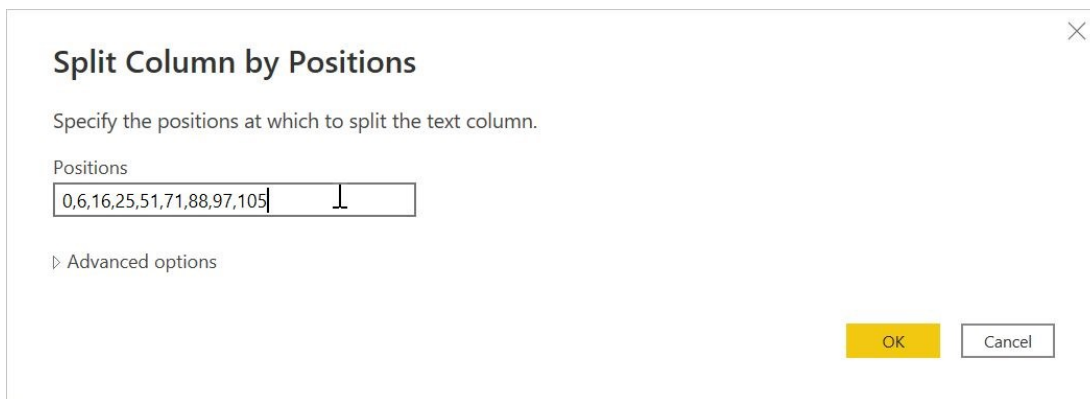 Split Column by Positions
Specify the positions at which to split the text column.
Positions
0,6,16,25,51,71,88,97,105
Advanced options
OK Cancel